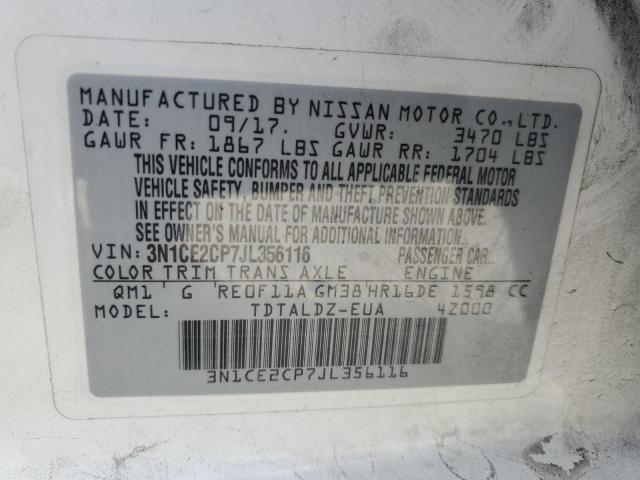 MANUFACTURED BY NISSAN MOTOR CO.,LTD.
DATE: 09/17. GVWR: 3470 LBS
GAWR FR: 1867 LBS GAWR RR: 1704 LBS
THIS VEHICLE CONFORMS TO ALL APPLICABLE FEDERAL MOTOR
VEHICLE SAFETY, BUMPER AND THEFT PREVENTION STANDARDS
IN EFFECT ON THE DATE OF MANUFACTURE SHOWN ABOVE.
SEE OWNER'S MANUAL FOR ADDITIONAL INFORMATION.
VIN: 3N1CE2CP7JL356116 PASSENGER CAR
COLOR TRIM TRANS AXLE ENGINE
QM1 G RE0F11A GM38 HR16DE 1598 CC
MODEL: TDTALDZ-EUA 4Z000
3N1CE2CP7JL356116